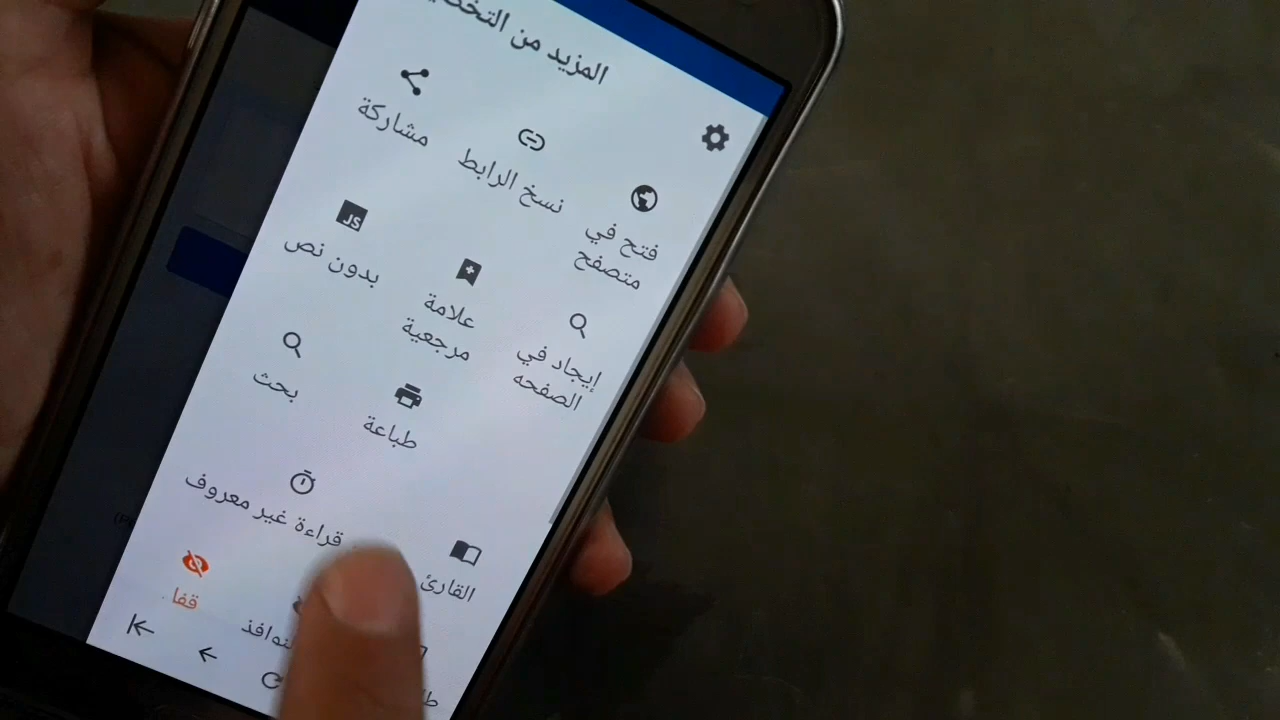 المزيد من
مشاركة
نسخ الرابط
فتح في
متصفح
JS
بدون نص
علامة
مرجعية
إيجاد في
الصفحه
بحث
طباعة
قراءة غير معروف
القارئ
قفا